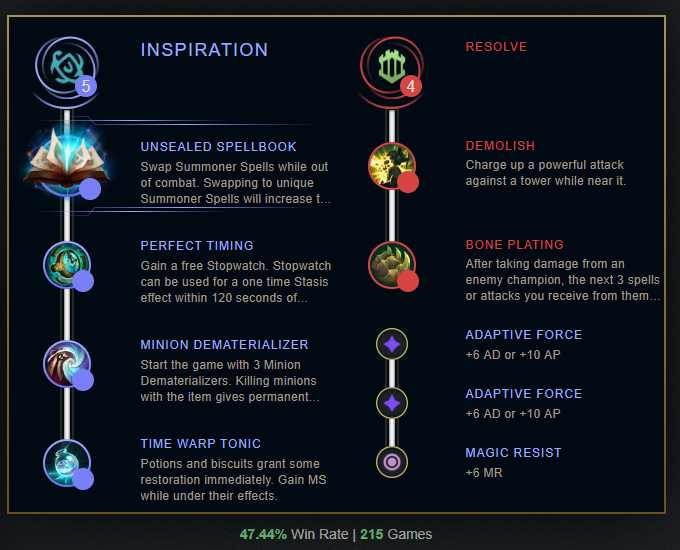 INSPIRATION
5
UNSEALED SPELLBOOK
Swap Summoner Spells while out
of combat. Swapping to unique
Summoner Spells will increase t...
PERFECT TIMING
Gain a free Stopwatch. Stopwatch
can be used for a one time Stasis
effect within 120 seconds of...
MINION DEMATERIALIZER
Start the game with 3 Minion
Dematerializers. Killing minions
with the item gives permanent...
TIME WARP TONIC
Potions and biscuits grant some
restoration immediately. Gain MS
while under their effects.
RESOLVE
4
DEMOLISH
Charge up a powerful attack
against a tower while near it.
BONE PLATING
After taking damage from an
enemy champion, the next 3 spells
or attacks you receive from them...
ADAPTIVE FORCE
+6 AD or +10 AP
ADAPTIVE FORCE
+6 AD or +10 AP
MAGIC RESIST
+6 MR
47.44% Win Rate | 215 Games